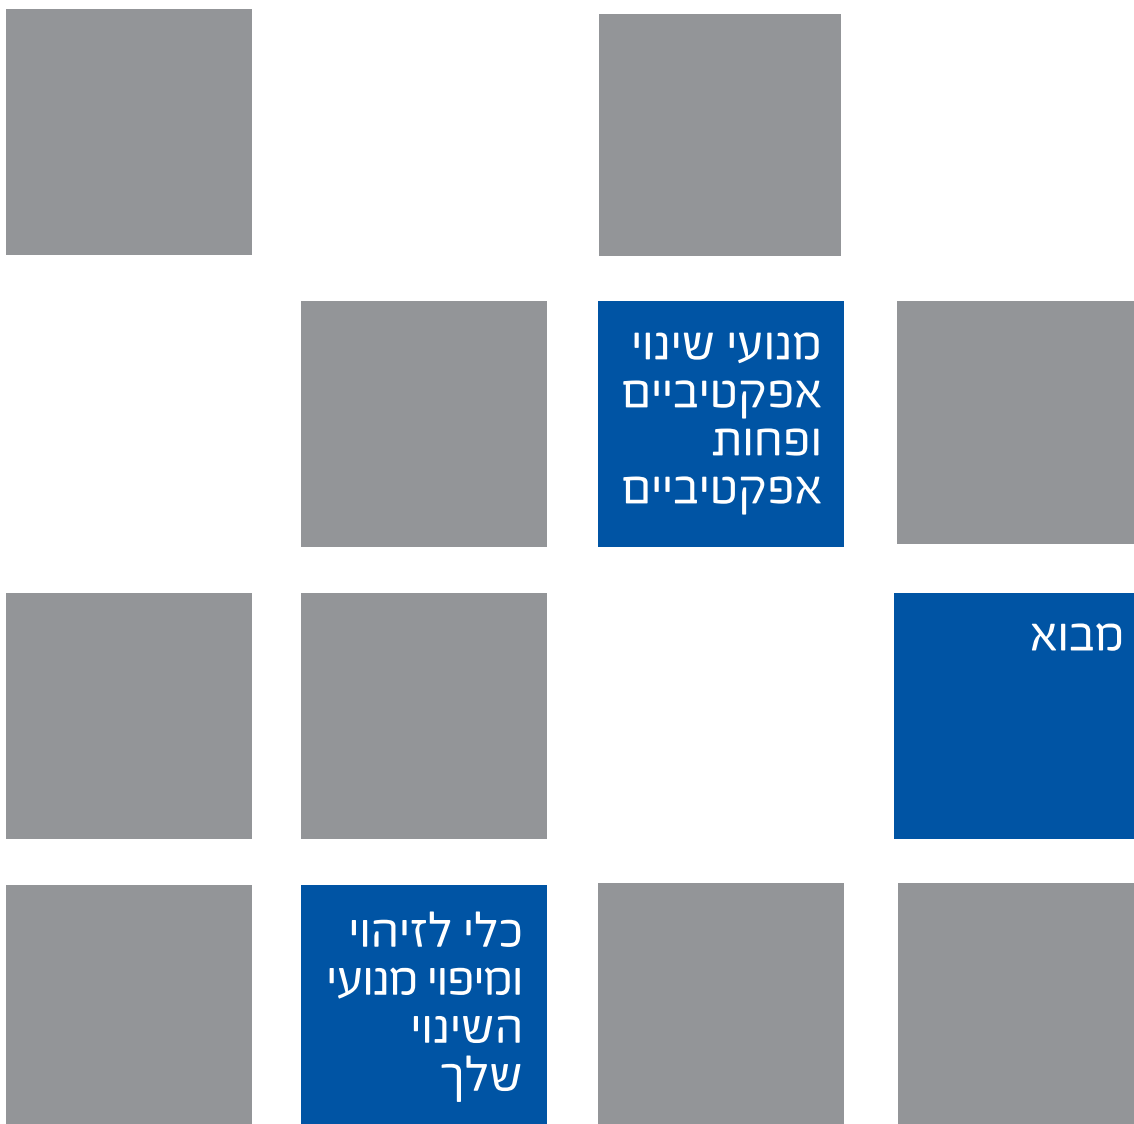 מנועי שינוי
אפקטיביים
ופחות
אפקטיביים
מבוא
כלי לזיהוי
ומיפוי מנועי
השינוי
שלך